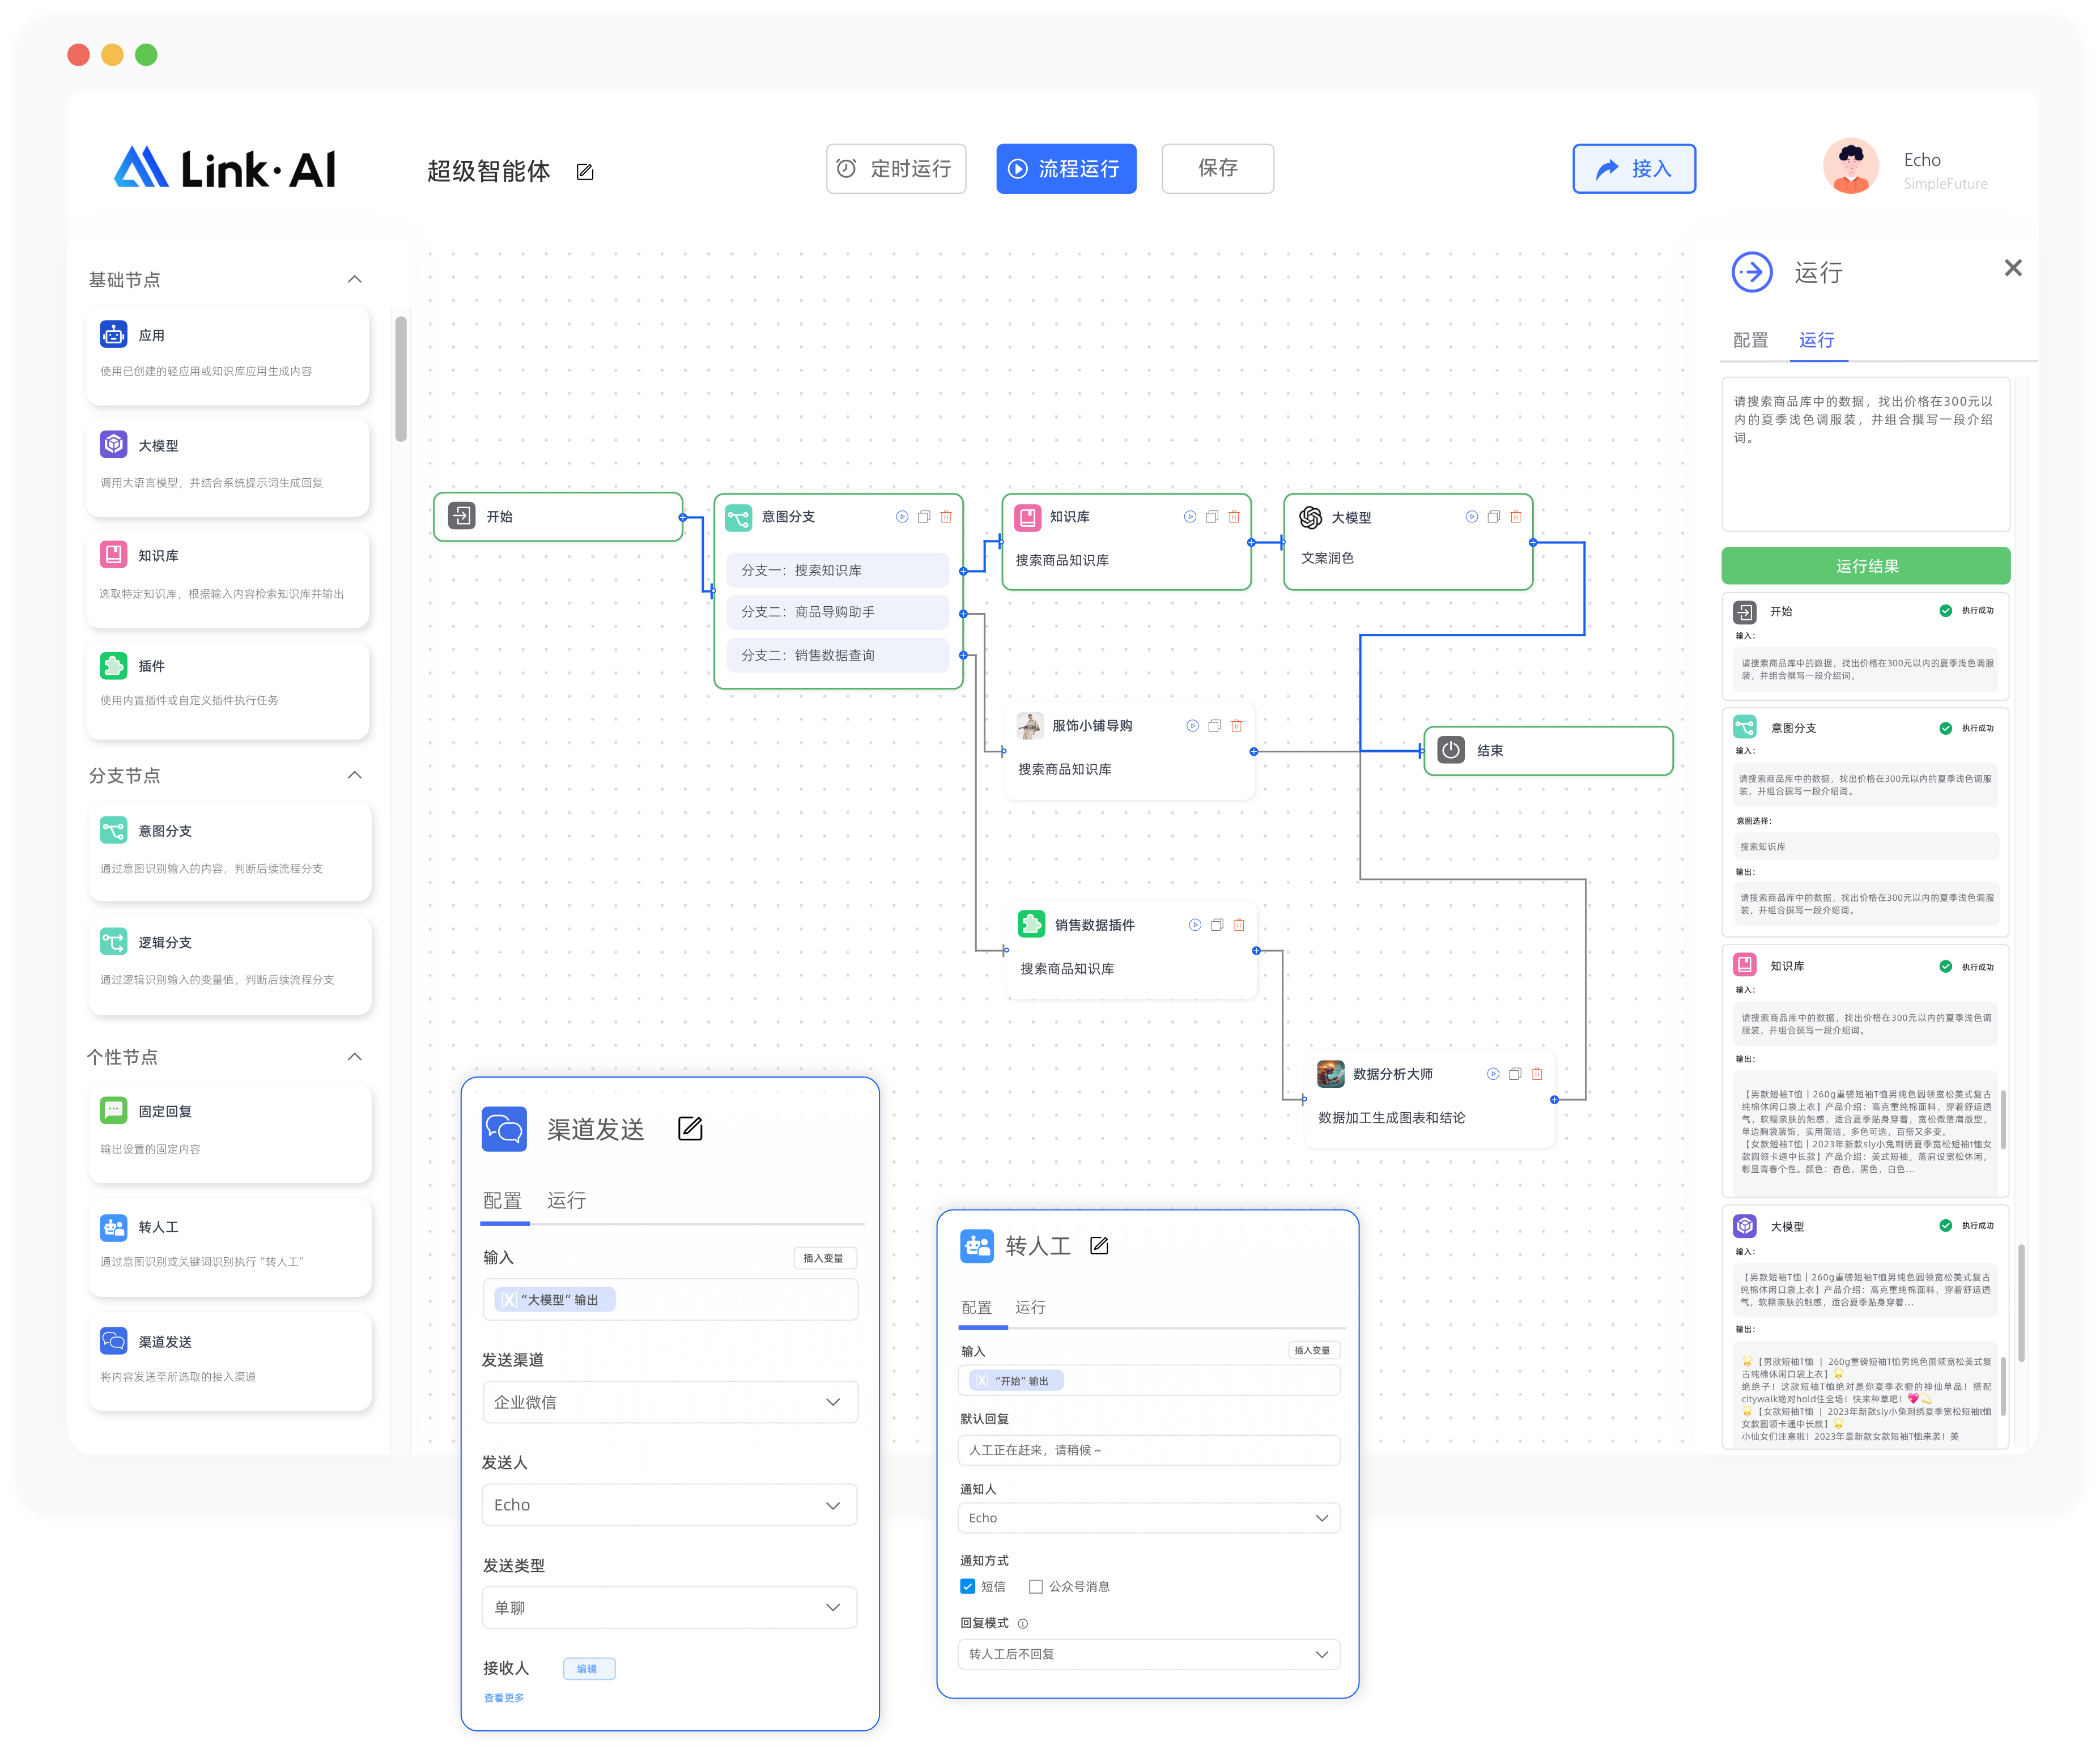 Link·AI
超级智能体
定时运行
流程运行
保存
接入
Echo
SimpleFuture
基础节点
应用
使用已创建的轻应用或知识库应用生成内容
大模型
调用大语言模型，并结合系统提示词生成回复
知识库
选取特定知识库，根据输入内容检索知识库并输出
插件
使用内置插件或自定义插件执行任务
分支节点
意图分支
通过意图识别输入的内容，判断后续流程分支
逻辑分支
通过逻辑识别输入的变量值，判断后续流程分支
个性节点
固定回复
输出设置的固定内容
转人工
通过意图识别或关键词识别执行“转人工”
渠道发送
将内容发送至所选取的接入渠道
开始
意图分支
分支一：搜索知识库
分支二：商品导购助手
分支二：销售数据查询
知识库
搜索商品知识库
大模型
文案润色
服饰小铺导购
搜索商品知识库
结束
销售数据插件
搜索商品知识库
数据分析大师
数据加工生成图表和结论
渠道发送
配置 运行
输入
插入变量
[X] “大模型” 输出
发送渠道
企业微信
发送人
Echo
发送类型
单聊
接收人
编辑
查看更多
转人工
配置 运行
输入
插入变量
[X] “开始” 输出
默认回复
人工正在赶来，请稍候 ~
通知人
Echo
通知方式
短信 公众号消息
回复模式
转人工后不回复
运行
配置 运行
请搜索商品库中的数据，找出价格在300元以
内的夏季浅色调服装，并组合撰写一段介绍
词。
运行结果
开始
执行成功
输入：
请搜索商品库中的数据，找出价格在300元以内的夏季浅色调服
装，并组合撰写一段介绍词。
意图分支
执行成功
输入：
请搜索商品库中的数据，找出价格在300元以内的夏季浅色调服
装，并组合撰写一段介绍词。
意图选择：
搜索知识库
输出：
请搜索商品库中的数据，找出价格在300元以内的夏季浅色调服
装，并组合撰写一段介绍词。
知识库
执行成功
输入：
请搜索商品库中的数据，找出价格在300元以内的夏季浅色调
服装，并组合撰写一段介绍词。
输出：
【男款短袖T恤丨260g重磅短袖T恤男纯色圆领宽松美式复古
纯棉休闲口袋上衣】产品介绍：高克重纯棉面料，穿着舒适透
气，软糯亲肤的触感，适合夏季贴身穿着，宽松微落肩版型，
单边胸袋装饰，实用简洁，多色可选，百搭又多变。
【女款短袖T恤丨2023年新款sly小兔刺绣夏季宽松短袖t恤女
款圆领卡通中长款】产品介绍：美式短袖，落肩设宽松休闲，
彰显青春个性。颜色：杏色，黑色，白色...
大模型
执行成功
输入：
【男款短袖T恤丨260g重磅短袖T恤男纯色圆领宽松美式复古
纯棉休闲口袋上衣】产品介绍：高克重纯棉面料，穿着舒适透
气，软糯亲肤的触感，适合夏季贴身穿着...
输出：
🌟【男款短袖T恤 丨 260g重磅短袖T恤男纯色圆领宽松美式复
古纯棉休闲口袋上衣】🌟
绝绝子！这款短袖T恤绝对是你夏季衣橱的神仙单品！搭配
citywalk绝对hold住全场！快来种草吧！💖💫
🌟【女款短袖T恤 丨 2023年新款sly小兔刺绣夏季宽松短袖t恤
女款圆领卡通中长款】🌟
小仙女们注意啦！2023年最新款女款短袖T恤来袭！美